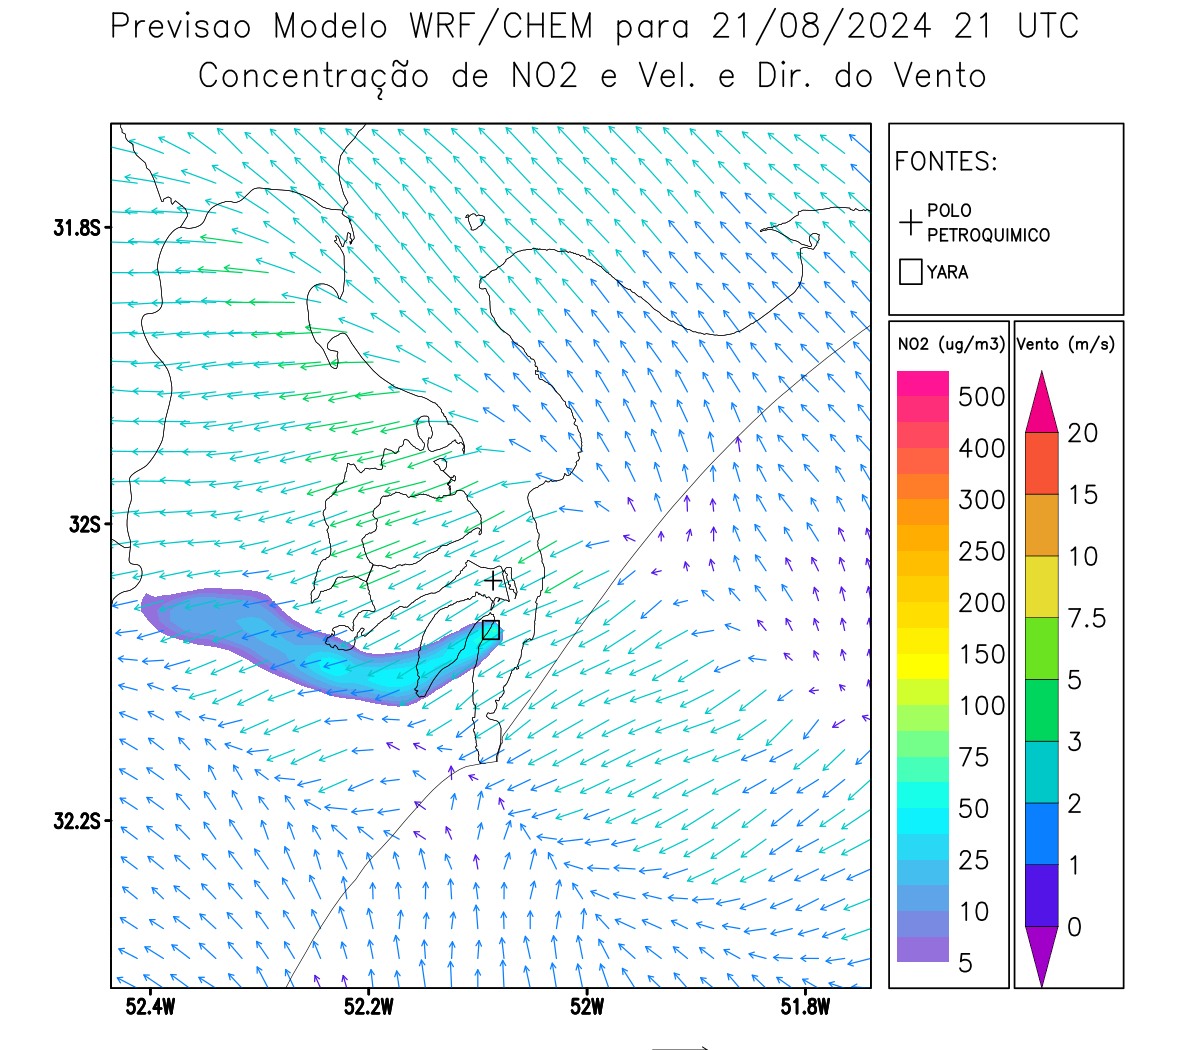 Previsao Modelo WRF/CHEM para 21/08/2024 21 UTC
Concentração de NO2 e Vel. e Dir. do Vento
FONTES:
POLO
PETROQUIMICO
YARA
31.8S
32S
32.2S
52.4W
52.2W
52W
51.8W
NO2 (ug/m3)
500
400
300
250
200
150
100
75
50
25
10
5
Vento (m/s)
20
15
10
7.5
5
3
2
1
0